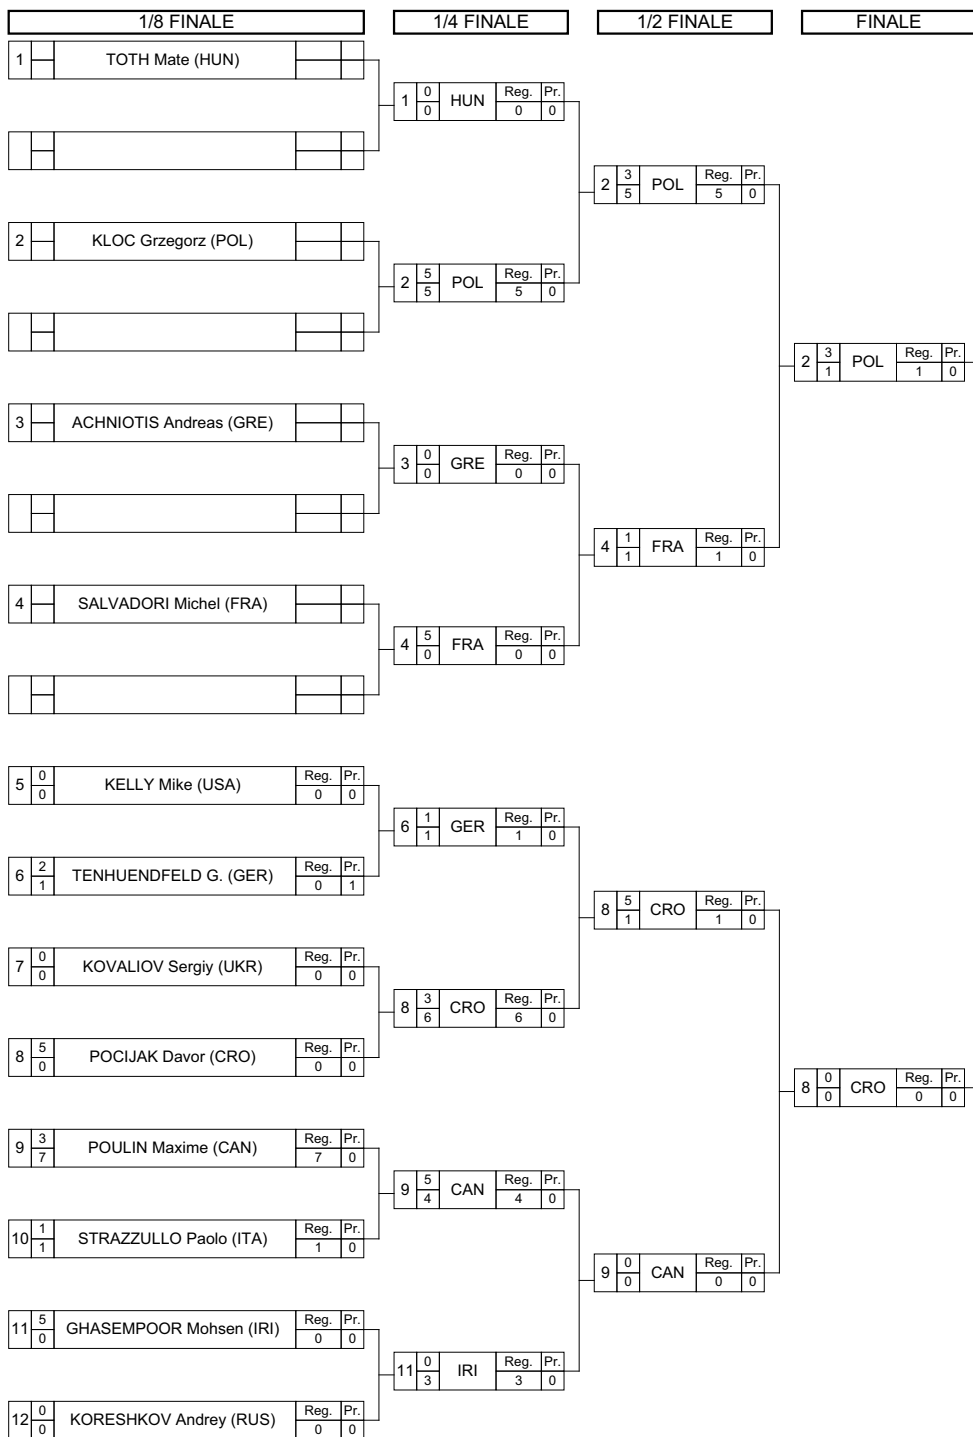 1/8 FINALE 1/4 FINALE 1/2 FINALE FINALE
1 TOTH Mate (HUN)
1 0 0 HUN Reg. 0 Pr. 0
2 3 5 POL Reg. 5 Pr. 0
2 KLOC Grzegorz (POL)
2 5 5 POL Reg. 5 Pr. 0
2 3 1 POL Reg. 1 Pr. 0
3 ACHNIOTIS Andreas (GRE)
3 0 0 GRE Reg. 0 Pr. 0
4 1 1 FRA Reg. 1 Pr. 0
4 SALVADORI Michel (FRA)
4 5 0 FRA Reg. 0 Pr. 0
5 0 0 KELLY Mike (USA) Reg. 0 Pr. 0
6 1 1 GER Reg. 1 Pr. 0
6 2 1 TENHUENDFELD G. (GER) Reg. 0 Pr. 1
8 5 1 CRO Reg. 1 Pr. 0
7 0 0 KOVALIOV Sergiy (UKR) Reg. 0 Pr. 0
8 3 6 CRO Reg. 6 Pr. 0
8 5 0 POCIJAK Davor (CRO) Reg. 0 Pr. 0
8 0 0 CRO Reg. 0 Pr. 0
9 3 7 POULIN Maxime (CAN) Reg. 7 Pr. 0
9 5 4 CAN Reg. 4 Pr. 0
10 1 1 STRAZZULLO Paolo (ITA) Reg. 1 Pr. 0
9 0 0 CAN Reg. 0 Pr. 0
11 5 0 GHASEMPOOR Mohsen (IRI) Reg. 0 Pr. 0
11 0 3 IRI Reg. 3 Pr. 0
12 0 0 KORESHKOV Andrey (RUS) Reg. 0 Pr. 0